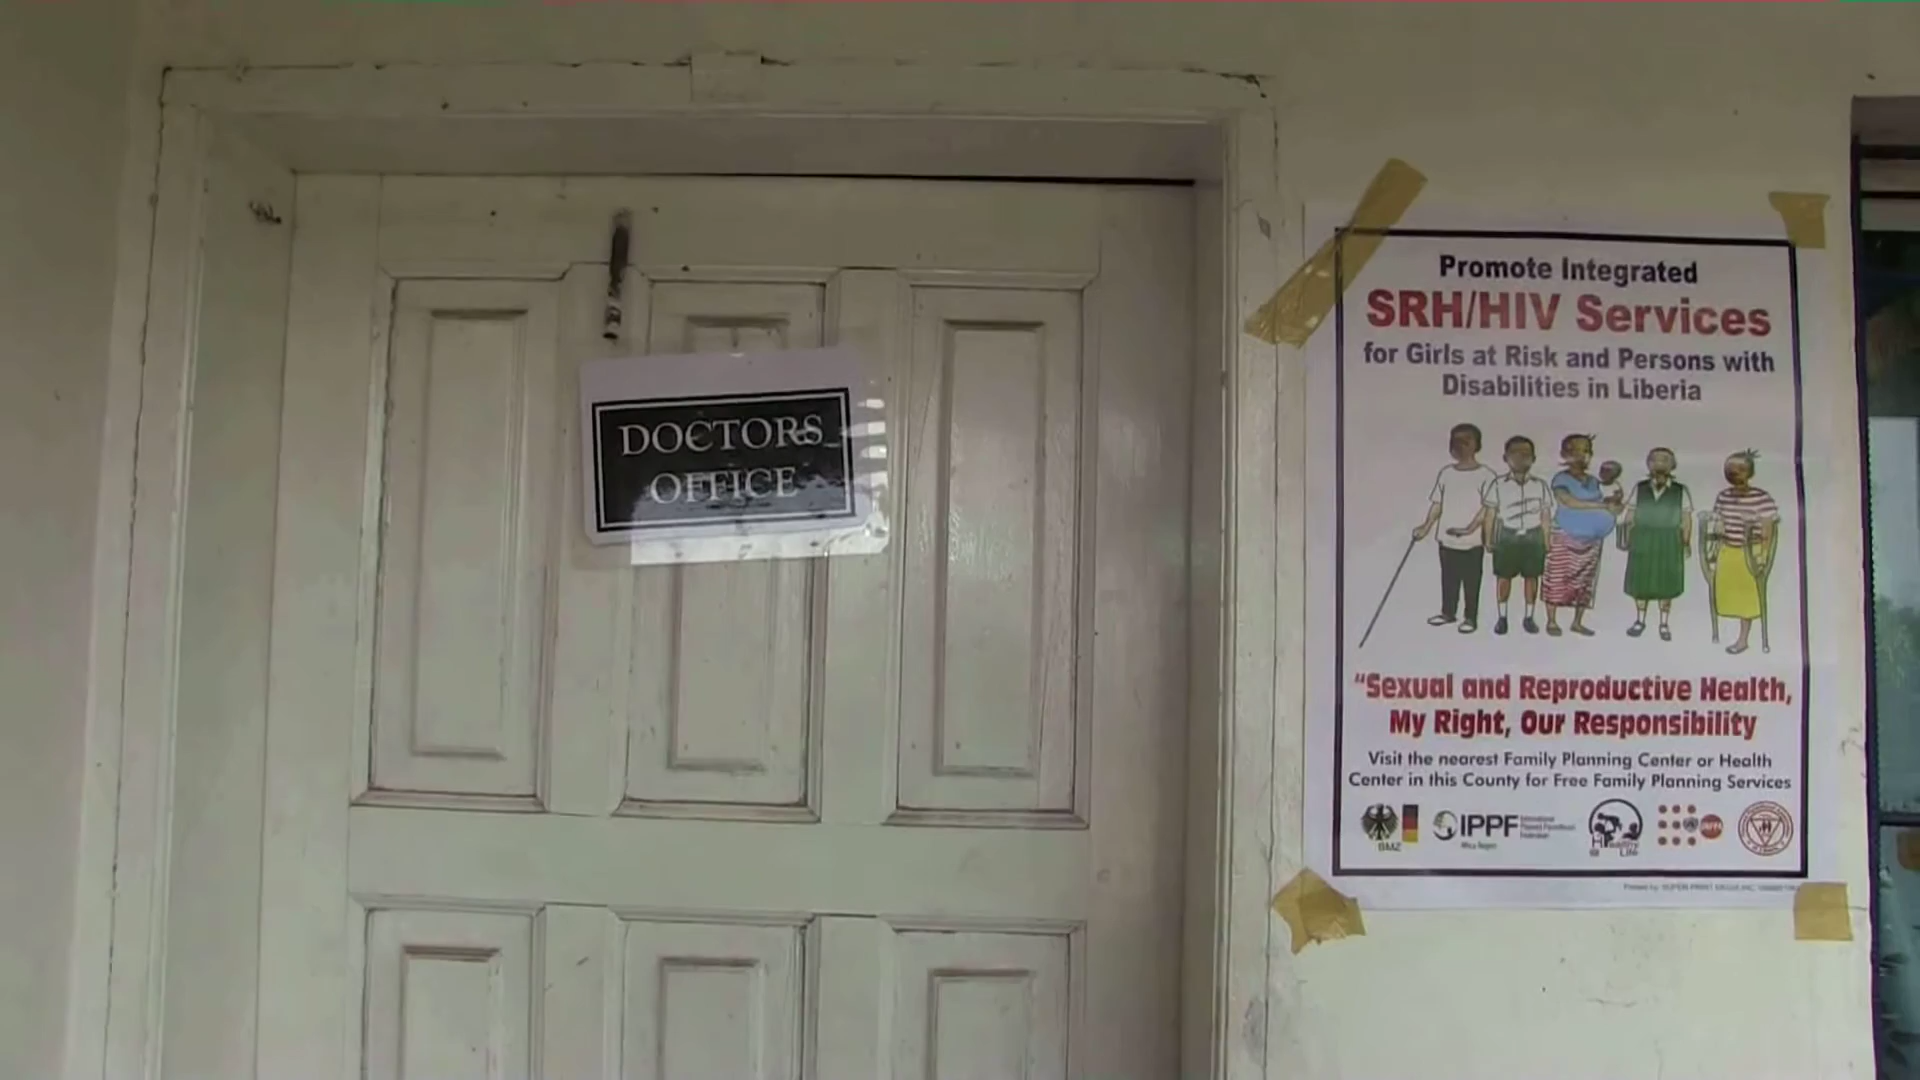 DOCTORS
OFFICE
Promote Integrated
SRH/HIV Services
for Girls at Risk and Persons with
Disabilities in Liberia
"Sexual and Reproductive Health,
My Right, Our Responsibility
Visit the nearest Family Planning Center or Health
Center in this County for Free Family Planning Services
BMZ
IPPF
Healthy
Life